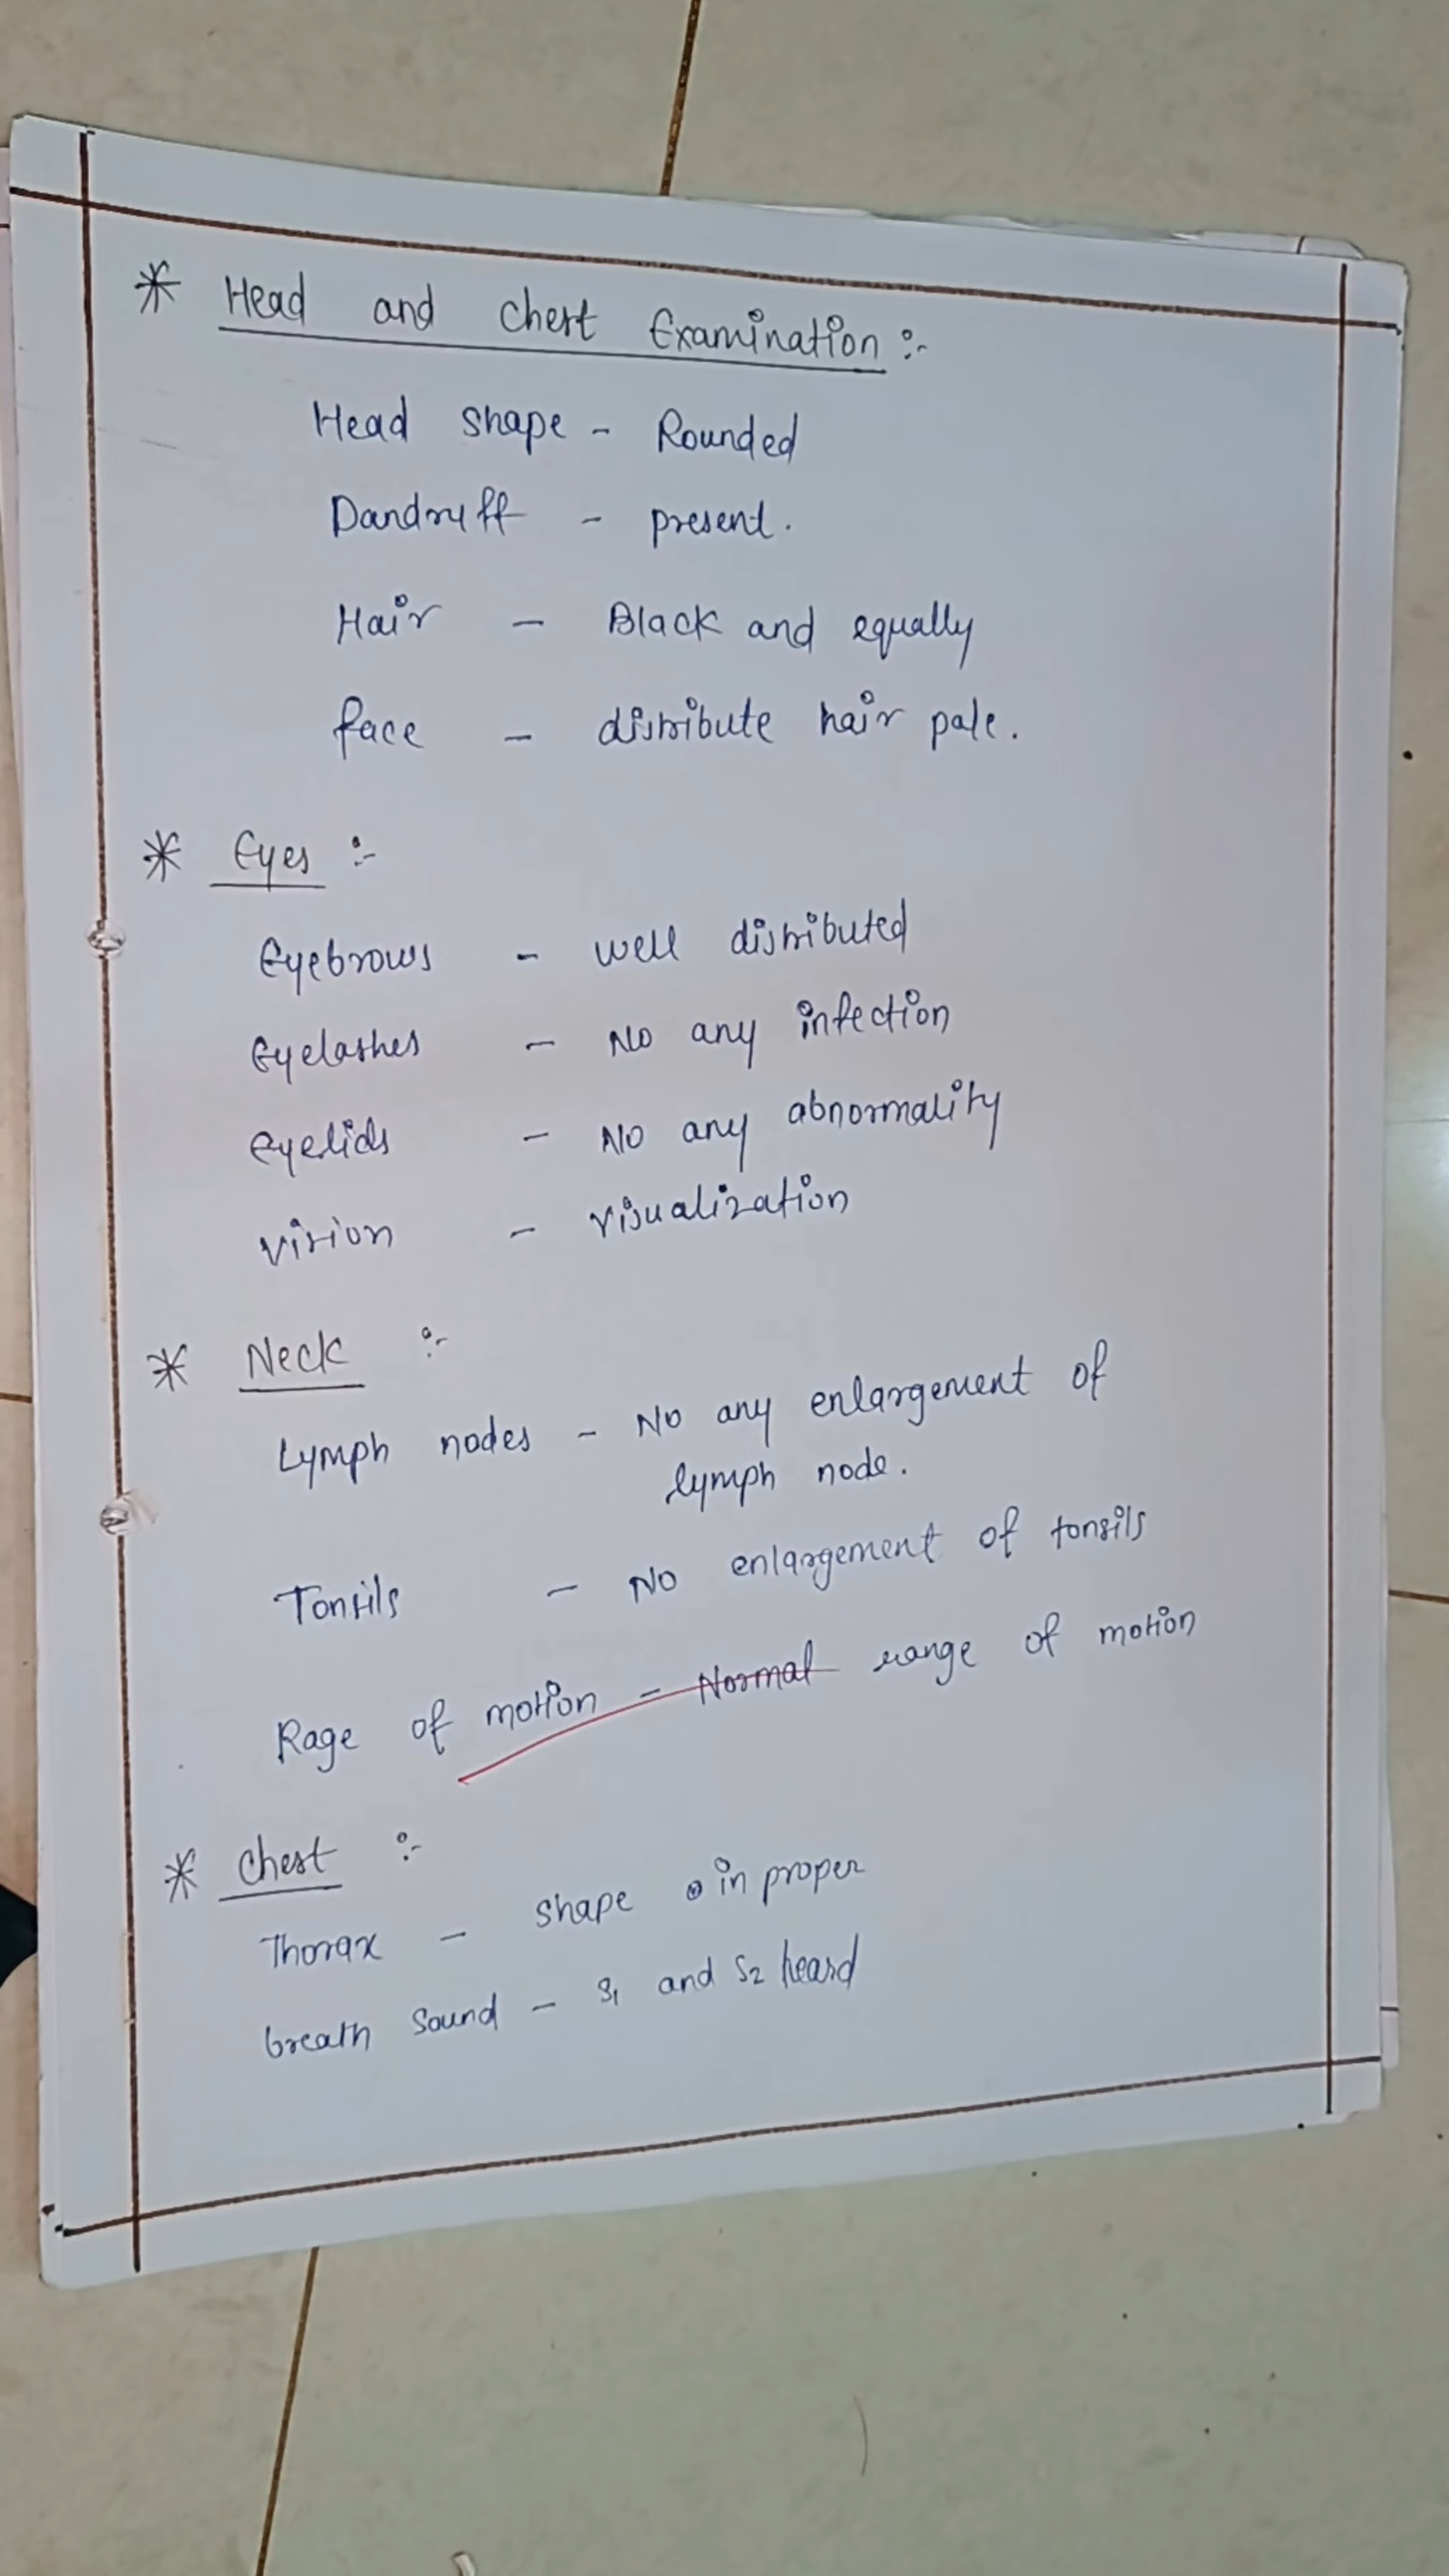 * Head and chest Examination :-
Head shape - Rounded
Dandruff - present.
Hair - Black and equally
face - distribute hair pale.
* Eyes :-
Eyebrows - well distributed
Eyelashes - No any infection
eyelids - No any abnormality
vision - visualization
* Neck :-
Lymph nodes - No any enlargement of
lymph node.
Tonsils - No enlargement of tonsils
Rage of motion - Normal range of motion
* Chest :-
Thorax - shape in proper
breath sound - S1 and S2 heard